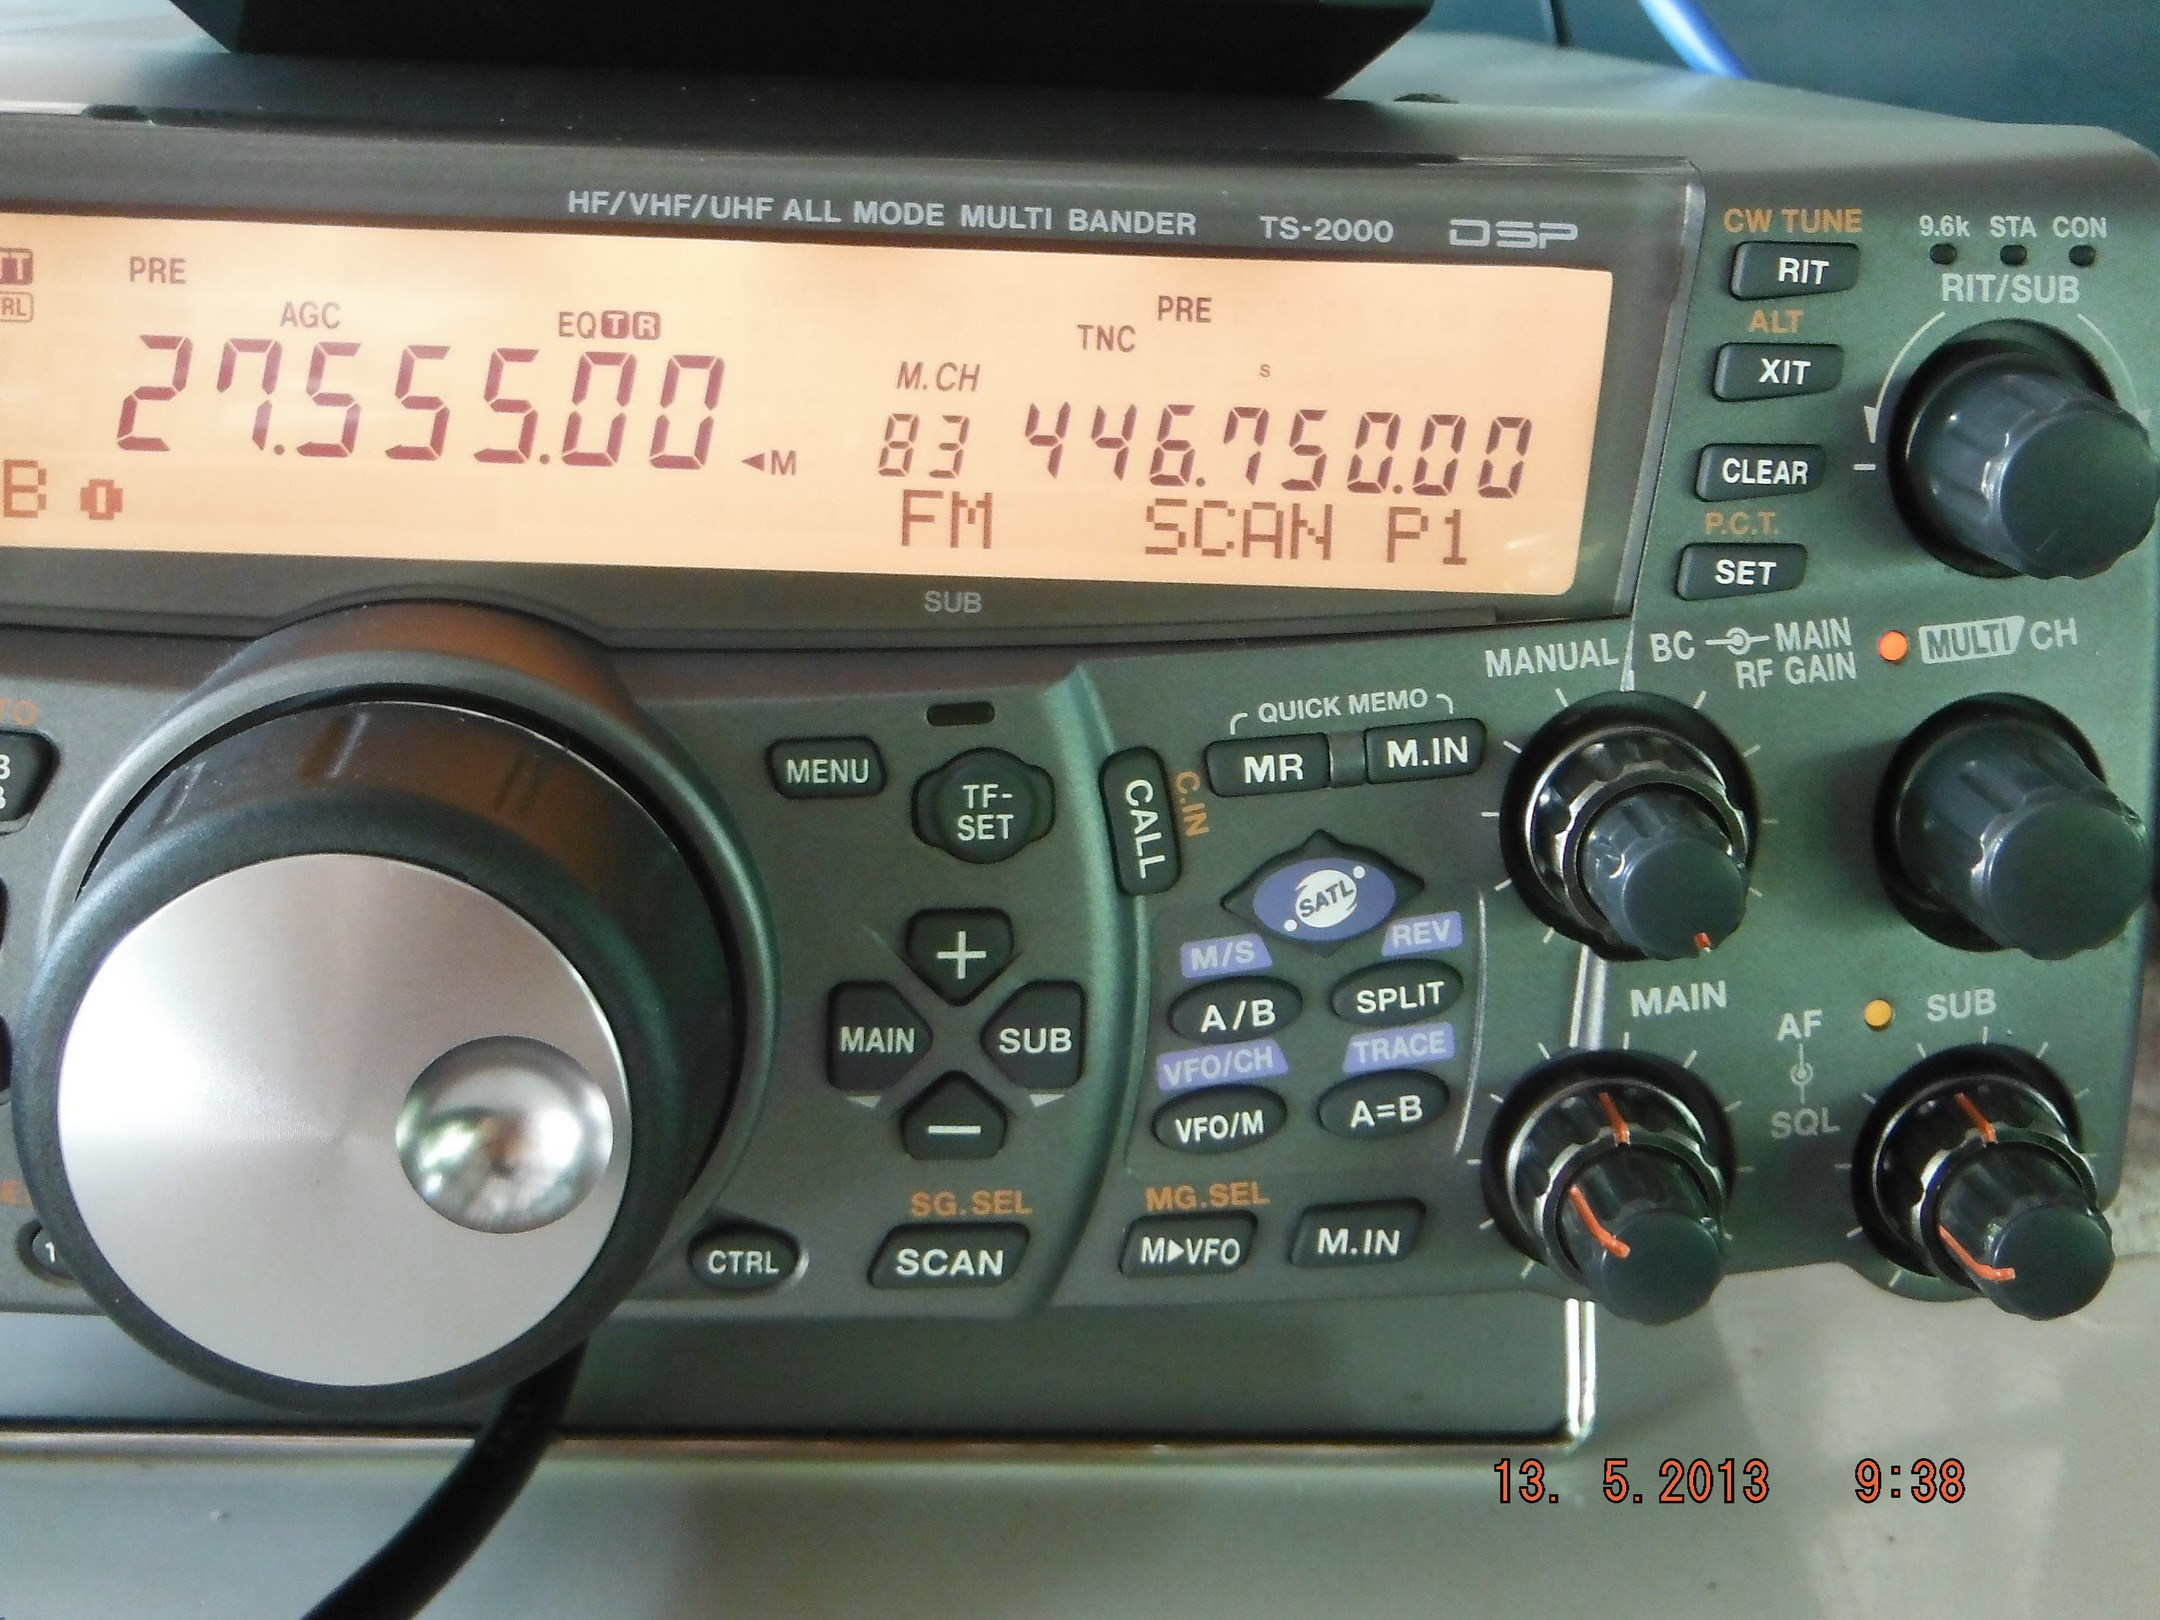 HF/VHF/UHF ALL MODE MULTI BANDER TS-2000 DSP
PRE
AGC
EQ T R
27.555.00
◄M
B
PRE
TNC
M.CH
S
83 446.750.00
FM SCAN P1
SUB
CW TUNE
RIT
ALT
XIT
CLEAR
P.C.T.
SET
9.6k STA CON
RIT/SUB
MANUAL BC MAIN
RF GAIN
MULTI/CH
MENU
TF-
SET
+
MAIN
SUB
−
CTRL
SG.SEL
SCAN
QUICK MEMO
MR M.IN
CALL
C.IN
SATL
M/S
REV
A/B
SPLIT
VFO/CH
TRACE
VFO/M
A=B
MG.SEL
M▶VFO
M.IN
MAIN
AF
SUB
SQL
13. 5.2013 9:38